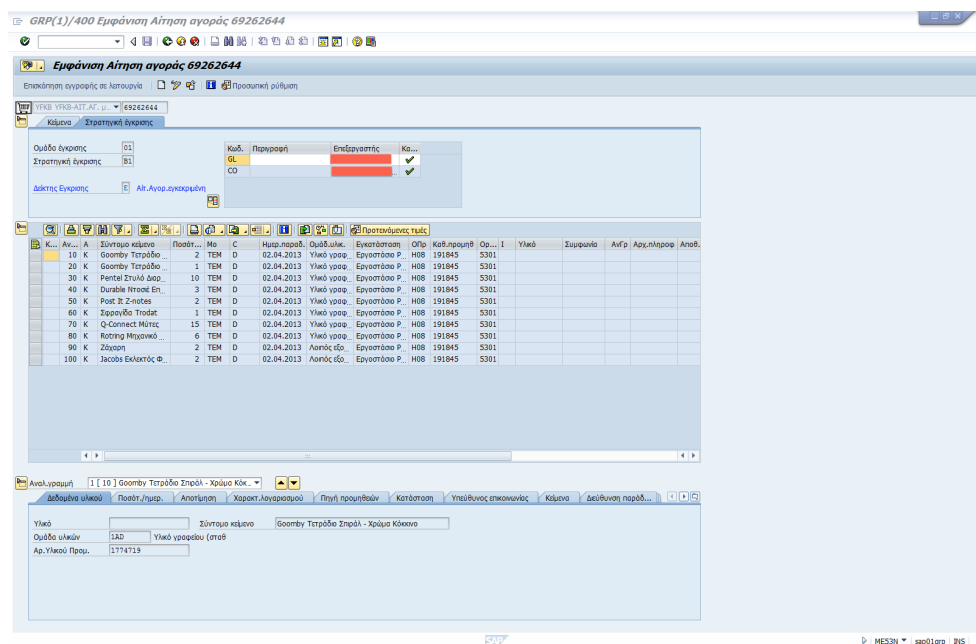 GRP(1)/400 Εμφάνιση Αίτηση αγοράς 69262644
Εμφάνιση Αίτηση αγοράς 69262644
Επισκόπηση εγγραφής σε λειτουργία Προσωπική ρύθμιση
YFKB YFKB-ΑΙΤ.ΑΓ. μ.. 69262644
Κείμενα Στρατηγική έγκρισης
Ομάδα έγκρισης 01
Στρατηγική έγκρισης B1
Δείκτης Εγκρισης E Αίτ.Αγορ.εγκεκριμένη
Κωδ. Περιγραφή Επεξεργαστής Κα...
GL
CO
Προτεινόμενες τιμές
Κ... Αν... Α Σύντομο κείμενο Ποσότ... Μο C Ημερ.παραδ. Ομάδ.υλικ. Εγκατάσταση ΟΠρ Καθ.προμηθ Ορ... Ι Υλικό Συμφωνία ΑνΓρ Αρχ.πληροφ Αποθ.
10 K Goomby Τετράδιο ... 2 TEM D 02.04.2013 Υλικό γραφ... Εργοστάσιο Ρ... H08 191845 5301
20 K Goomby Τετράδιο ... 1 TEM D 02.04.2013 Υλικό γραφ... Εργοστάσιο Ρ... H08 191845 5301
30 K Pentel Στυλό Διαρ... 10 TEM D 02.04.2013 Υλικό γραφ... Εργοστάσιο Ρ... H08 191845 5301
40 K Durable Ντοσιέ Επ... 3 TEM D 02.04.2013 Υλικό γραφ... Εργοστάσιο Ρ... H08 191845 5301
50 K Post It Z-notes 2 TEM D 02.04.2013 Υλικό γραφ... Εργοστάσιο Ρ... H08 191845 5301
60 K Σφραγίδα Trodat 1 TEM D 02.04.2013 Υλικό γραφ... Εργοστάσιο Ρ... H08 191845 5301
70 K Q-Connect Μύτες 15 TEM D 02.04.2013 Υλικό γραφ... Εργοστάσιο Ρ... H08 191845 5301
80 K Rotring Μηχανικό ... 6 TEM D 02.04.2013 Υλικό γραφ... Εργοστάσιο Ρ... H08 191845 5301
90 K Ζάχαρη 2 TEM D 02.04.2013 Λοιπός εξο... Εργοστάσιο Ρ... H08 191845 5301
100 K Jacobs Εκλεκτός Φ... 2 TEM D 02.04.2013 Λοιπός εξο... Εργοστάσιο Ρ... H08 191845 5301
Αναλ.γραμμή 1 [ 10 ] Goomby Τετράδιο Σπιράλ - Χρώμα Κόκ...
Δεδομένα υλικού Ποσότ./ημερ. Αποτίμηση Χαρακτ.λογαριασμού Πηγή προμηθειών Κατάσταση Υπεύθυνος επικοινωνίας Κείμενα Διεύθυνση παράδ...
Υλικό Σύντομο κείμενο Goomby Τετράδιο Σπιράλ - Χρώμα Κόκκινο
Ομάδα υλικών 1AD Υλικό γραφείου (σταθ
Αρ.Υλικού Προμ. 1774719
SAP
ME53N sap01grp INS